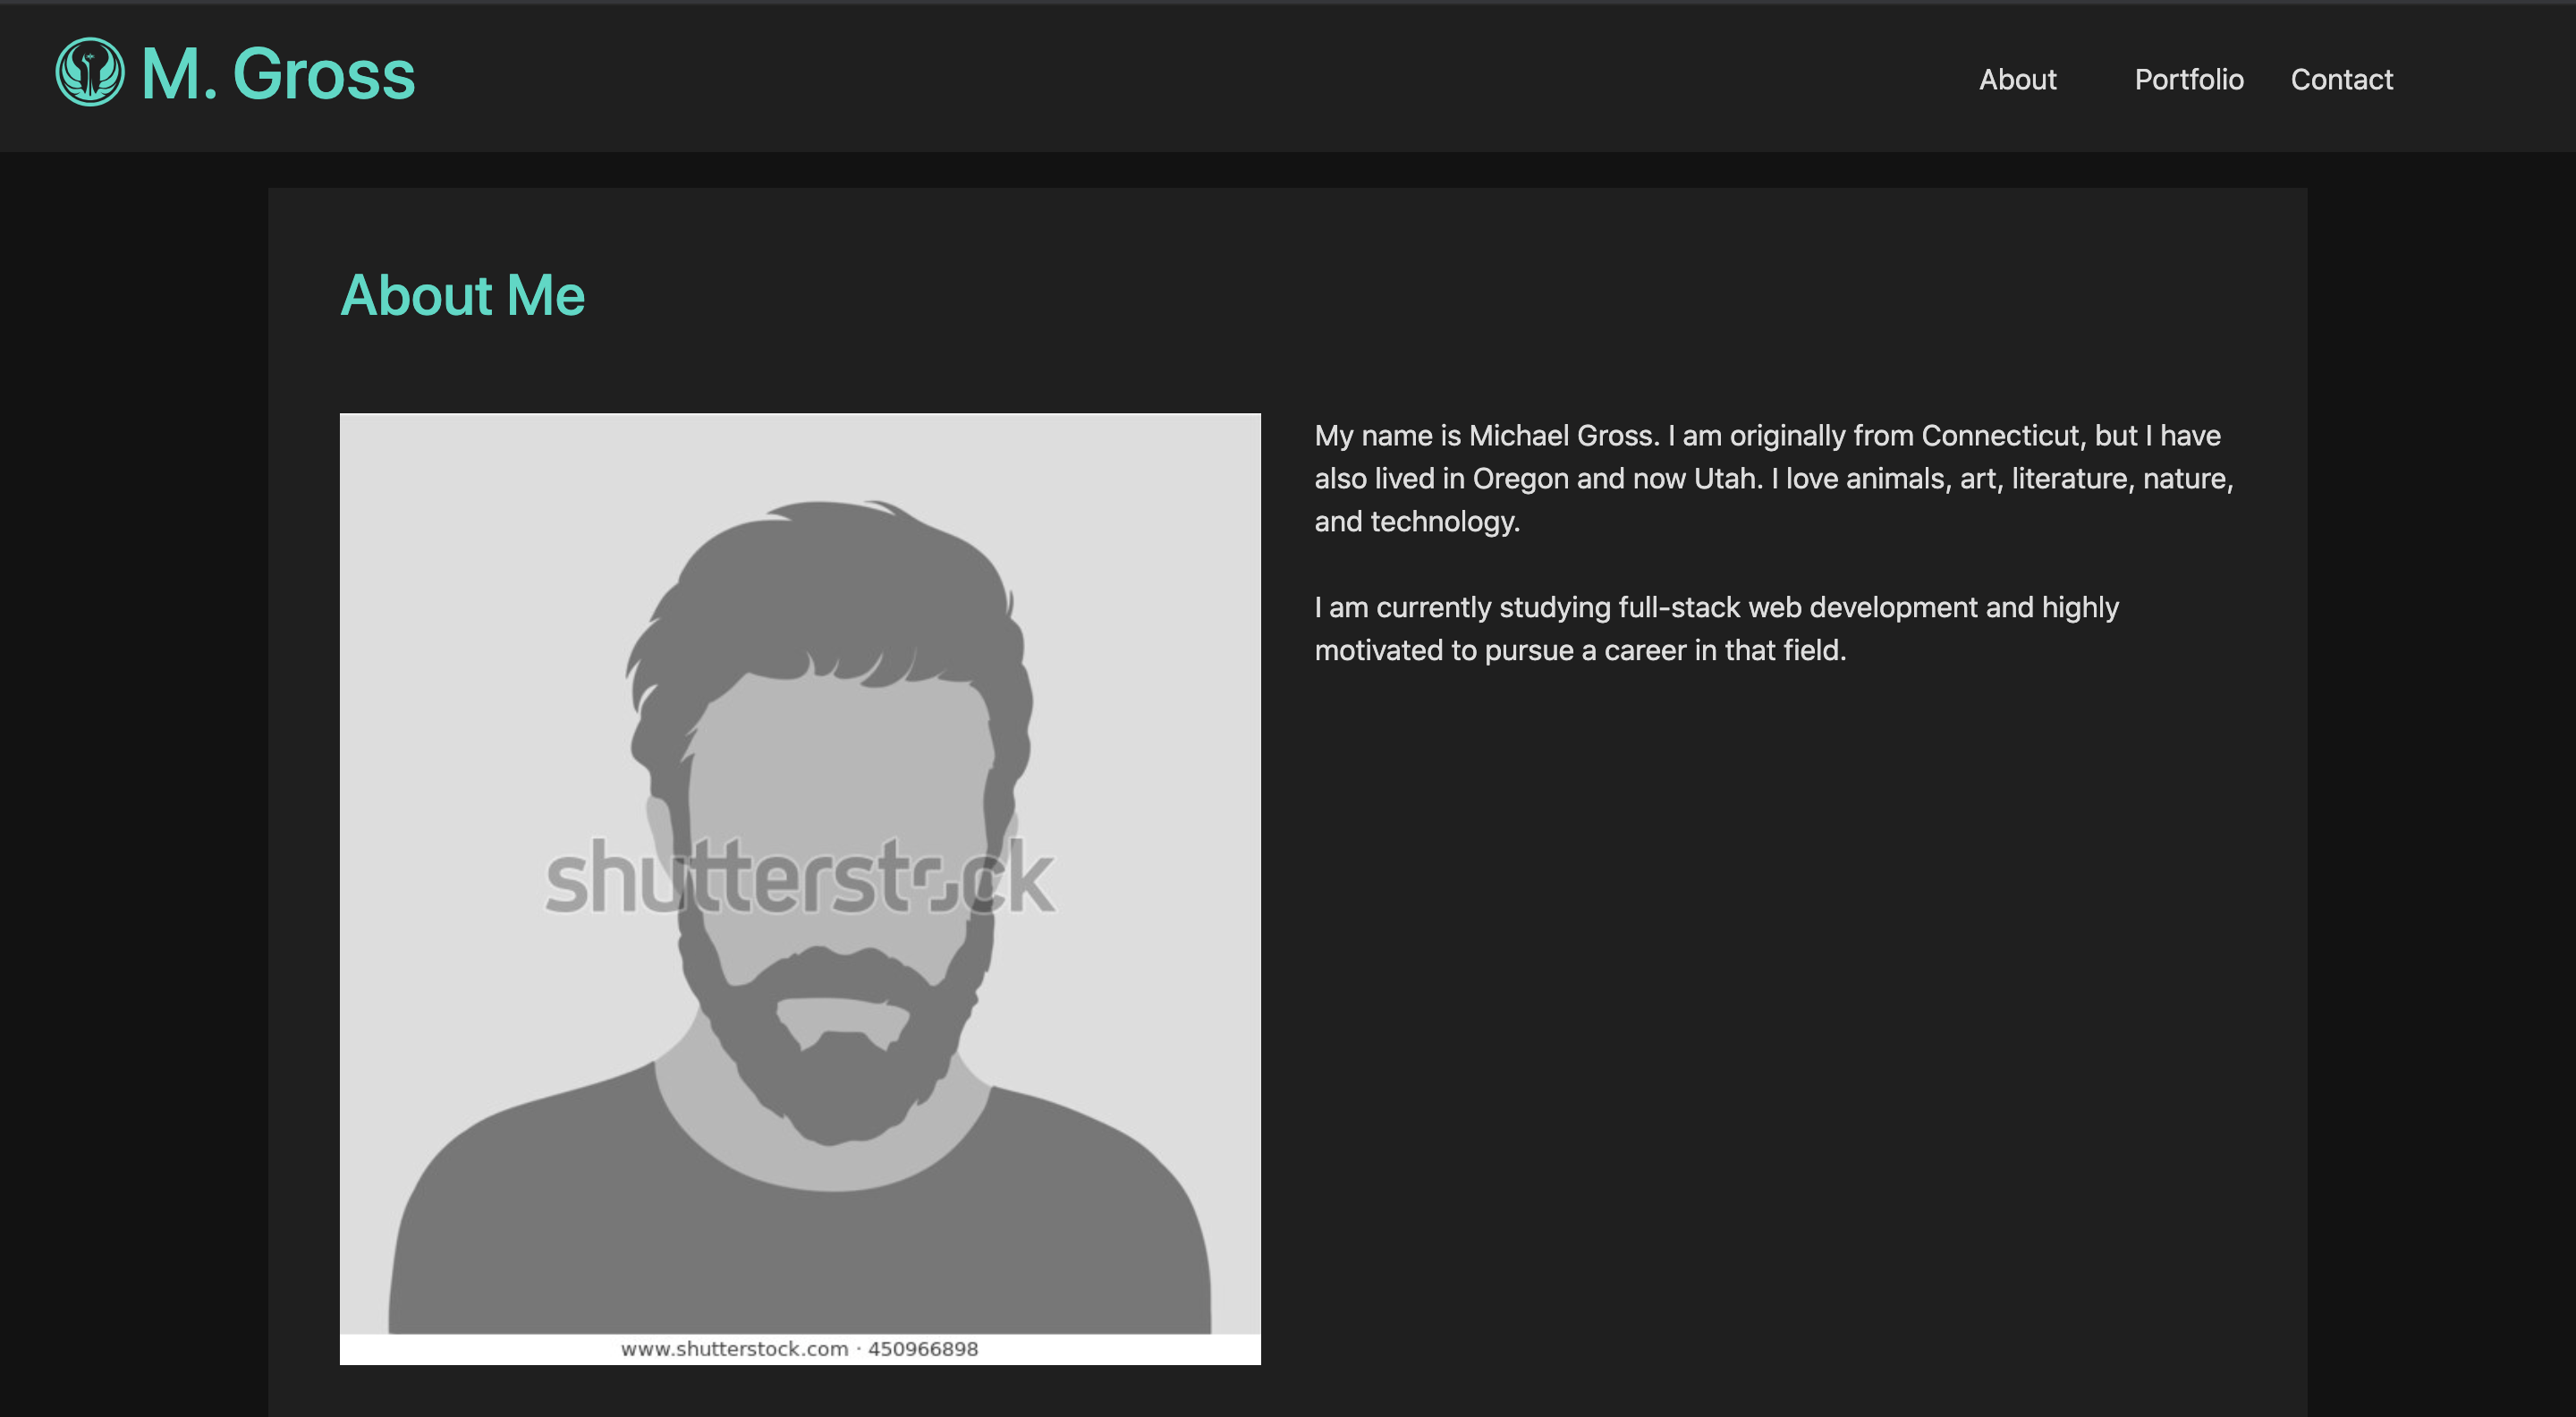 M. Gross
About Portfolio Contact
About Me
My name is Michael Gross. I am originally from Connecticut, but I have
also lived in Oregon and now Utah. I love animals, art, literature, nature,
and technology.
I am currently studying full-stack web development and highly
motivated to pursue a career in that field.
shutterstock
www.shutterstock.com · 450966898